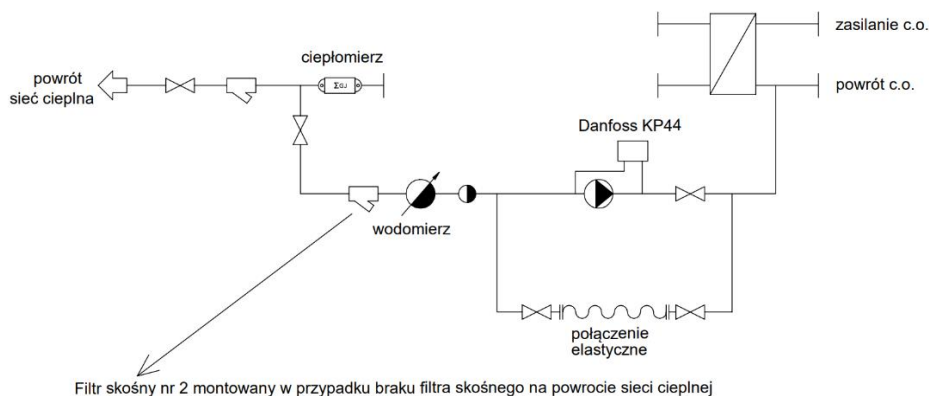 zasilanie c.o.
ciepłomierz
powrót
sieć cieplna
powrót c.o.
Danfoss KP44
wodomierz
połączenie
elastyczne
Filtr skośny nr 2 montowany w przypadku braku filtra skośnego na powrocie sieci cieplnej